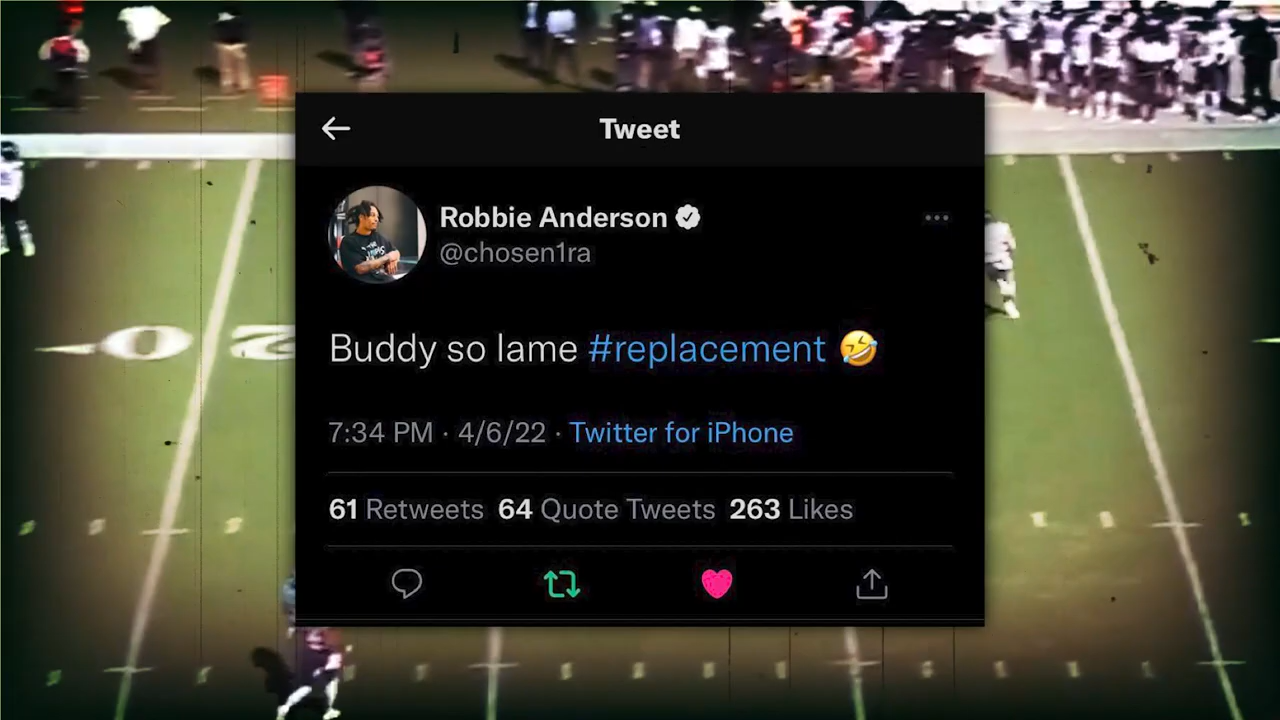 Tweet
Robbie Anderson
@chosen1ra
Buddy so lame #replacement 🤣
7:34 PM · 4/6/22 · Twitter for iPhone
61 Retweets 64 Quote Tweets 263 Likes
20